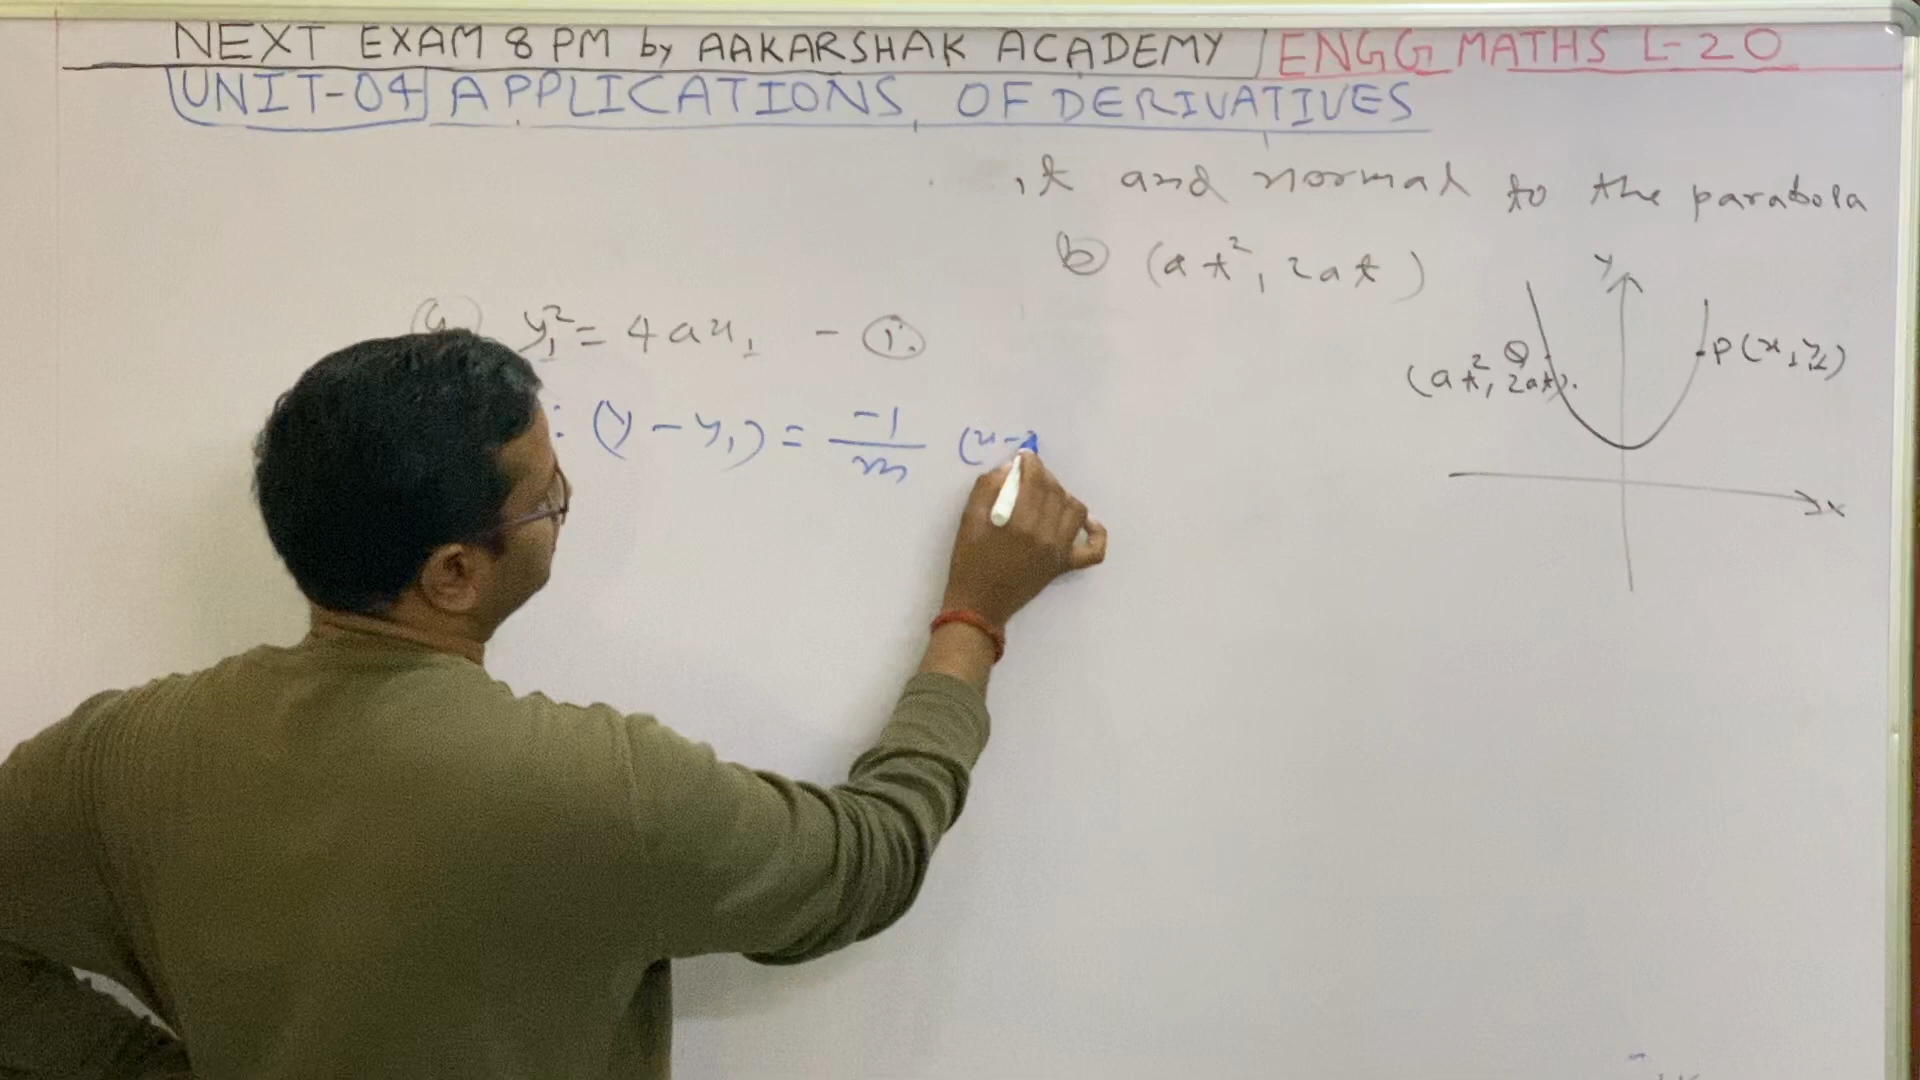 NEXT EXAM 8 PM by AAKARSHAK ACADEMY ENGG MATHS L-20
UNIT-04 APPLICATIONS OF DERIVATIVES
and normal to the parabola
(b) (at², 2at)
y₁² = 4ax₁ - (1)
: (y - y₁) = -1/m (x -
y
Q
(at², 2at)
P(x₁, y₁)
x